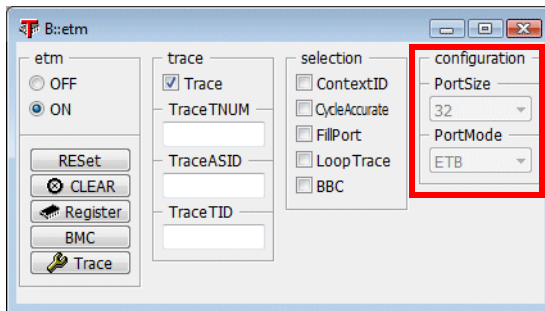 B::etm
etm
OFF
ON
RESet
CLEAR
Register
BMC
Trace
trace
Trace
TraceTNUM
TraceASID
TraceTID
selection
ContextID
CycleAccurate
FillPort
LoopTrace
BBC
configuration
PortSize
32
PortMode
ETB